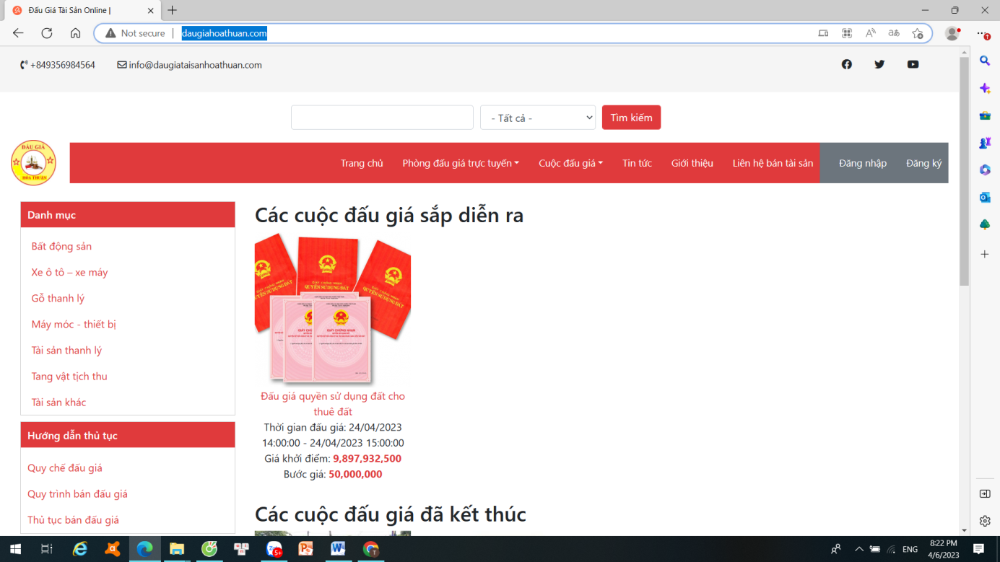 Đấu Giá Tài Sản Online |
Not secure | daugiahoathuan.com
+849356984564 info@daugiataisanhoathuan.com
- Tất cả - Tìm kiếm
ĐẤU GIÁ
HÒA THUẬN
Trang chủ Phòng đấu giá trực tuyến Cuộc đấu giá Tin tức Giới thiệu Liên hệ bán tài sản Đăng nhập Đăng ký
Danh mục
Bất động sản
Xe ô tô – xe máy
Gỗ thanh lý
Máy móc - thiết bị
Tài sản thanh lý
Tang vật tịch thu
Tài sản khác
Hướng dẫn thủ tục
Quy chế đấu giá
Quy trình bán đấu giá
Thủ tục bán đấu giá
Các cuộc đấu giá sắp diễn ra
GIẤY CHỨNG NHẬN
QUYỀN SỬ DỤNG ĐẤT
GIẤY CHỨNG NHẬN
Đấu giá quyền sử dụng đất cho
thuê đất
Thời gian đấu giá: 24/04/2023
14:00:00 - 24/04/2023 15:00:00
Giá khởi điểm: 9,897,932,500
Bước giá: 50,000,000
Các cuộc đấu giá đã kết thúc
5+
ENG
8:22 PM
4/6/2023